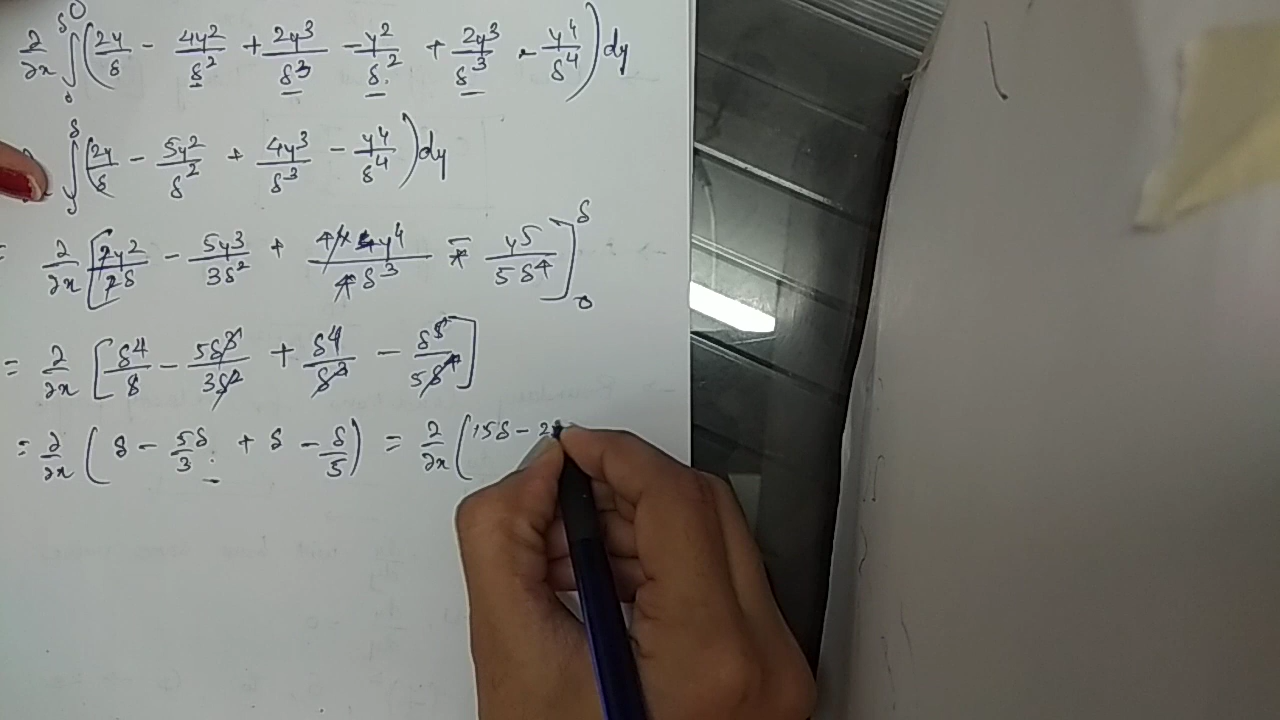 ∂/∂x ∫₀^δ (2y/δ - 4y²/δ² + 2y³/δ³ - y²/δ² + 2y³/δ³ - y⁴/δ⁴) dy
∫₀^δ (2y/δ - 5y²/δ² + 4y³/δ³ - y⁴/δ⁴) dy
= ∂/∂x [2y²/2δ - 5y³/3δ² + 4y⁴/4δ³ - y⁵/5δ⁴]₀^δ
= ∂/∂x [δ⁴/δ - 5δ³/3δ² + δ⁴/δ³ - δ⁵/5δ⁴]
= ∂/∂x (δ - 5δ/3 + δ - δ/5) = ∂/∂x (15δ - 2